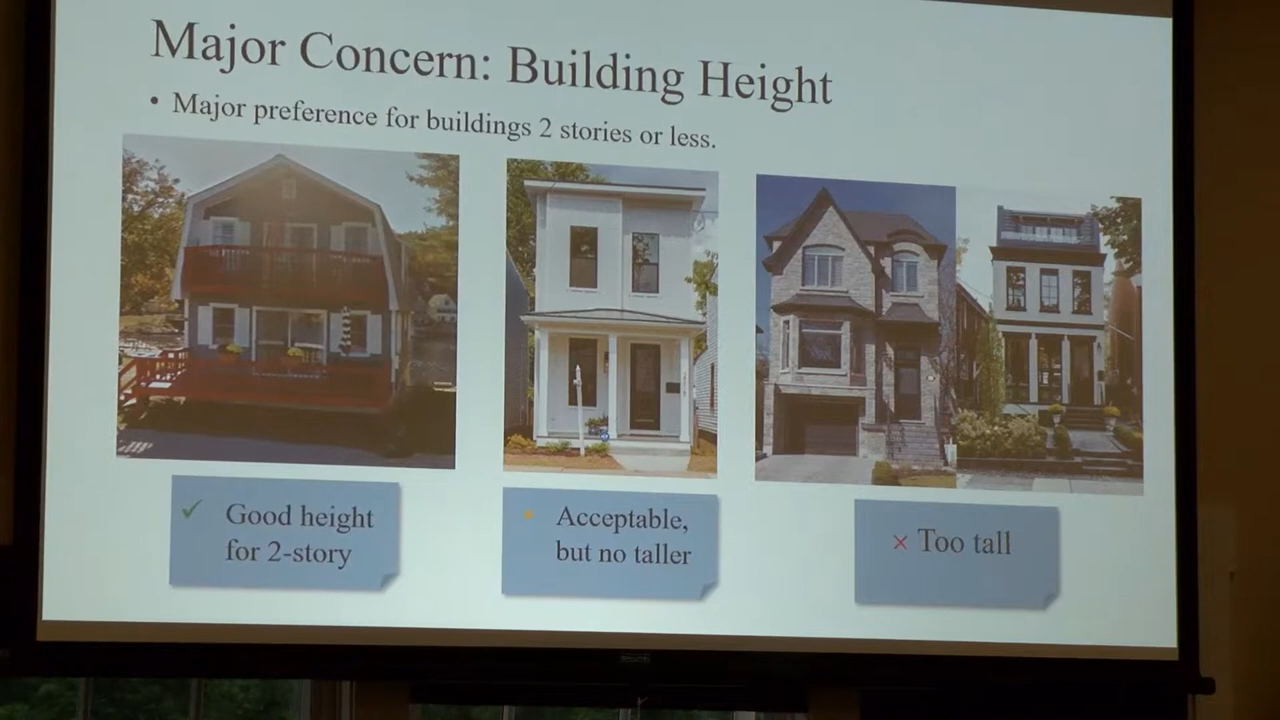 Major Concern: Building Height
• Major preference for buildings 2 stories or less.
✓ Good height
for 2-story
Acceptable,
but no taller
× Too tall